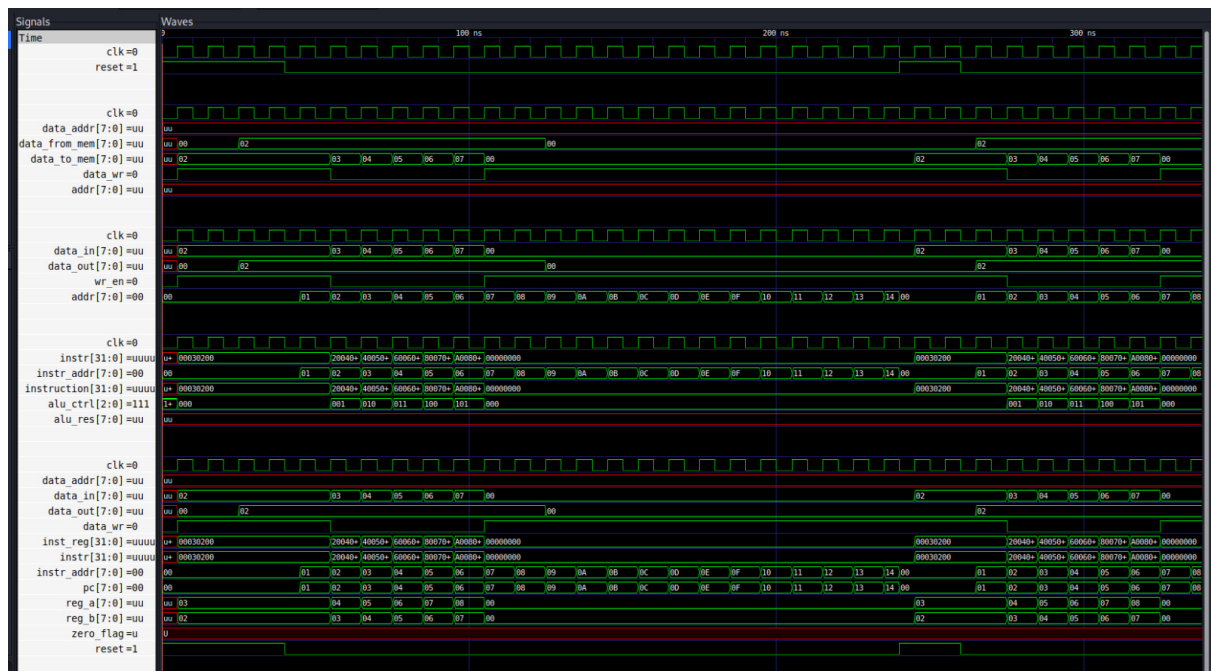 Signals Waves
Time 0 100 ns 200 ns 300 ns
clk =0
reset =1
clk =0
data_addr[7:0] =uu uu
data_from_mem[7:0] =uu uu 00 02 00 02
data_to_mem[7:0] =uu uu 02 03 04 05 06 07 00 02 03 04 05 06 07 00
data_wr =0
addr[7:0] =uu uu
clk =0
data_in[7:0] =uu uu 02 03 04 05 06 07 00 02 03 04 05 06 07 00
data_out[7:0] =uu uu 00 02 00 02
wr_en =0
addr[7:0] =00 00 01 02 03 04 05 06 07 08 09 0A 0B 0C 0D 0E 0F 10 11 12 13 14 00 01 02 03 04 05 06 07 08
clk =0
instr[31:0] =uuuu u+ 00030200 20040+ 40050+ 60060+ 80070+ A0080+ 00000000 00030200 20040+ 40050+ 60060+ 80070+ A0080+ 00000000
instr_addr[7:0] =00 00 01 02 03 04 05 06 07 08 09 0A 0B 0C 0D 0E 0F 10 11 12 13 14 00 01 02 03 04 05 06 07 08
instruction[31:0] =uuuu u+ 00030200 20040+ 40050+ 60060+ 80070+ A0080+ 00000000 00030200 20040+ 40050+ 60060+ 80070+ A0080+ 00000000
alu_ctrl[2:0] =111 1+ 000 001 010 011 100 101 000 001 010 011 100 101 000
alu_res[7:0] =uu uu
clk =0
data_addr[7:0] =uu uu
data_in[7:0] =uu uu 02 03 04 05 06 07 00 02 03 04 05 06 07 00
data_out[7:0] =uu uu 00 02 00 02
data_wr =0
inst_reg[31:0] =uuuu u+ 00030200 20040+ 40050+ 60060+ 80070+ A0080+ 00000000 00030200 20040+ 40050+ 60060+ 80070+ A0080+ 00000000
instr[31:0] =uuuu u+ 00030200 20040+ 40050+ 60060+ 80070+ A0080+ 00000000 00030200 20040+ 40050+ 60060+ 80070+ A0080+ 00000000
instr_addr[7:0] =00 00 01 02 03 04 05 06 07 08 09 0A 0B 0C 0D 0E 0F 10 11 12 13 14 00 01 02 03 04 05 06 07 08
pc[7:0] =00 00 01 02 03 04 05 06 07 08 09 0A 0B 0C 0D 0E 0F 10 11 12 13 14 00 01 02 03 04 05 06 07 08
reg_a[7:0] =uu uu 03 04 05 06 07 08 00 03 04 05 06 07 08 00
reg_b[7:0] =uu uu 02 03 04 05 06 07 00 02 03 04 05 06 07 00
zero_flag =u U
reset =1